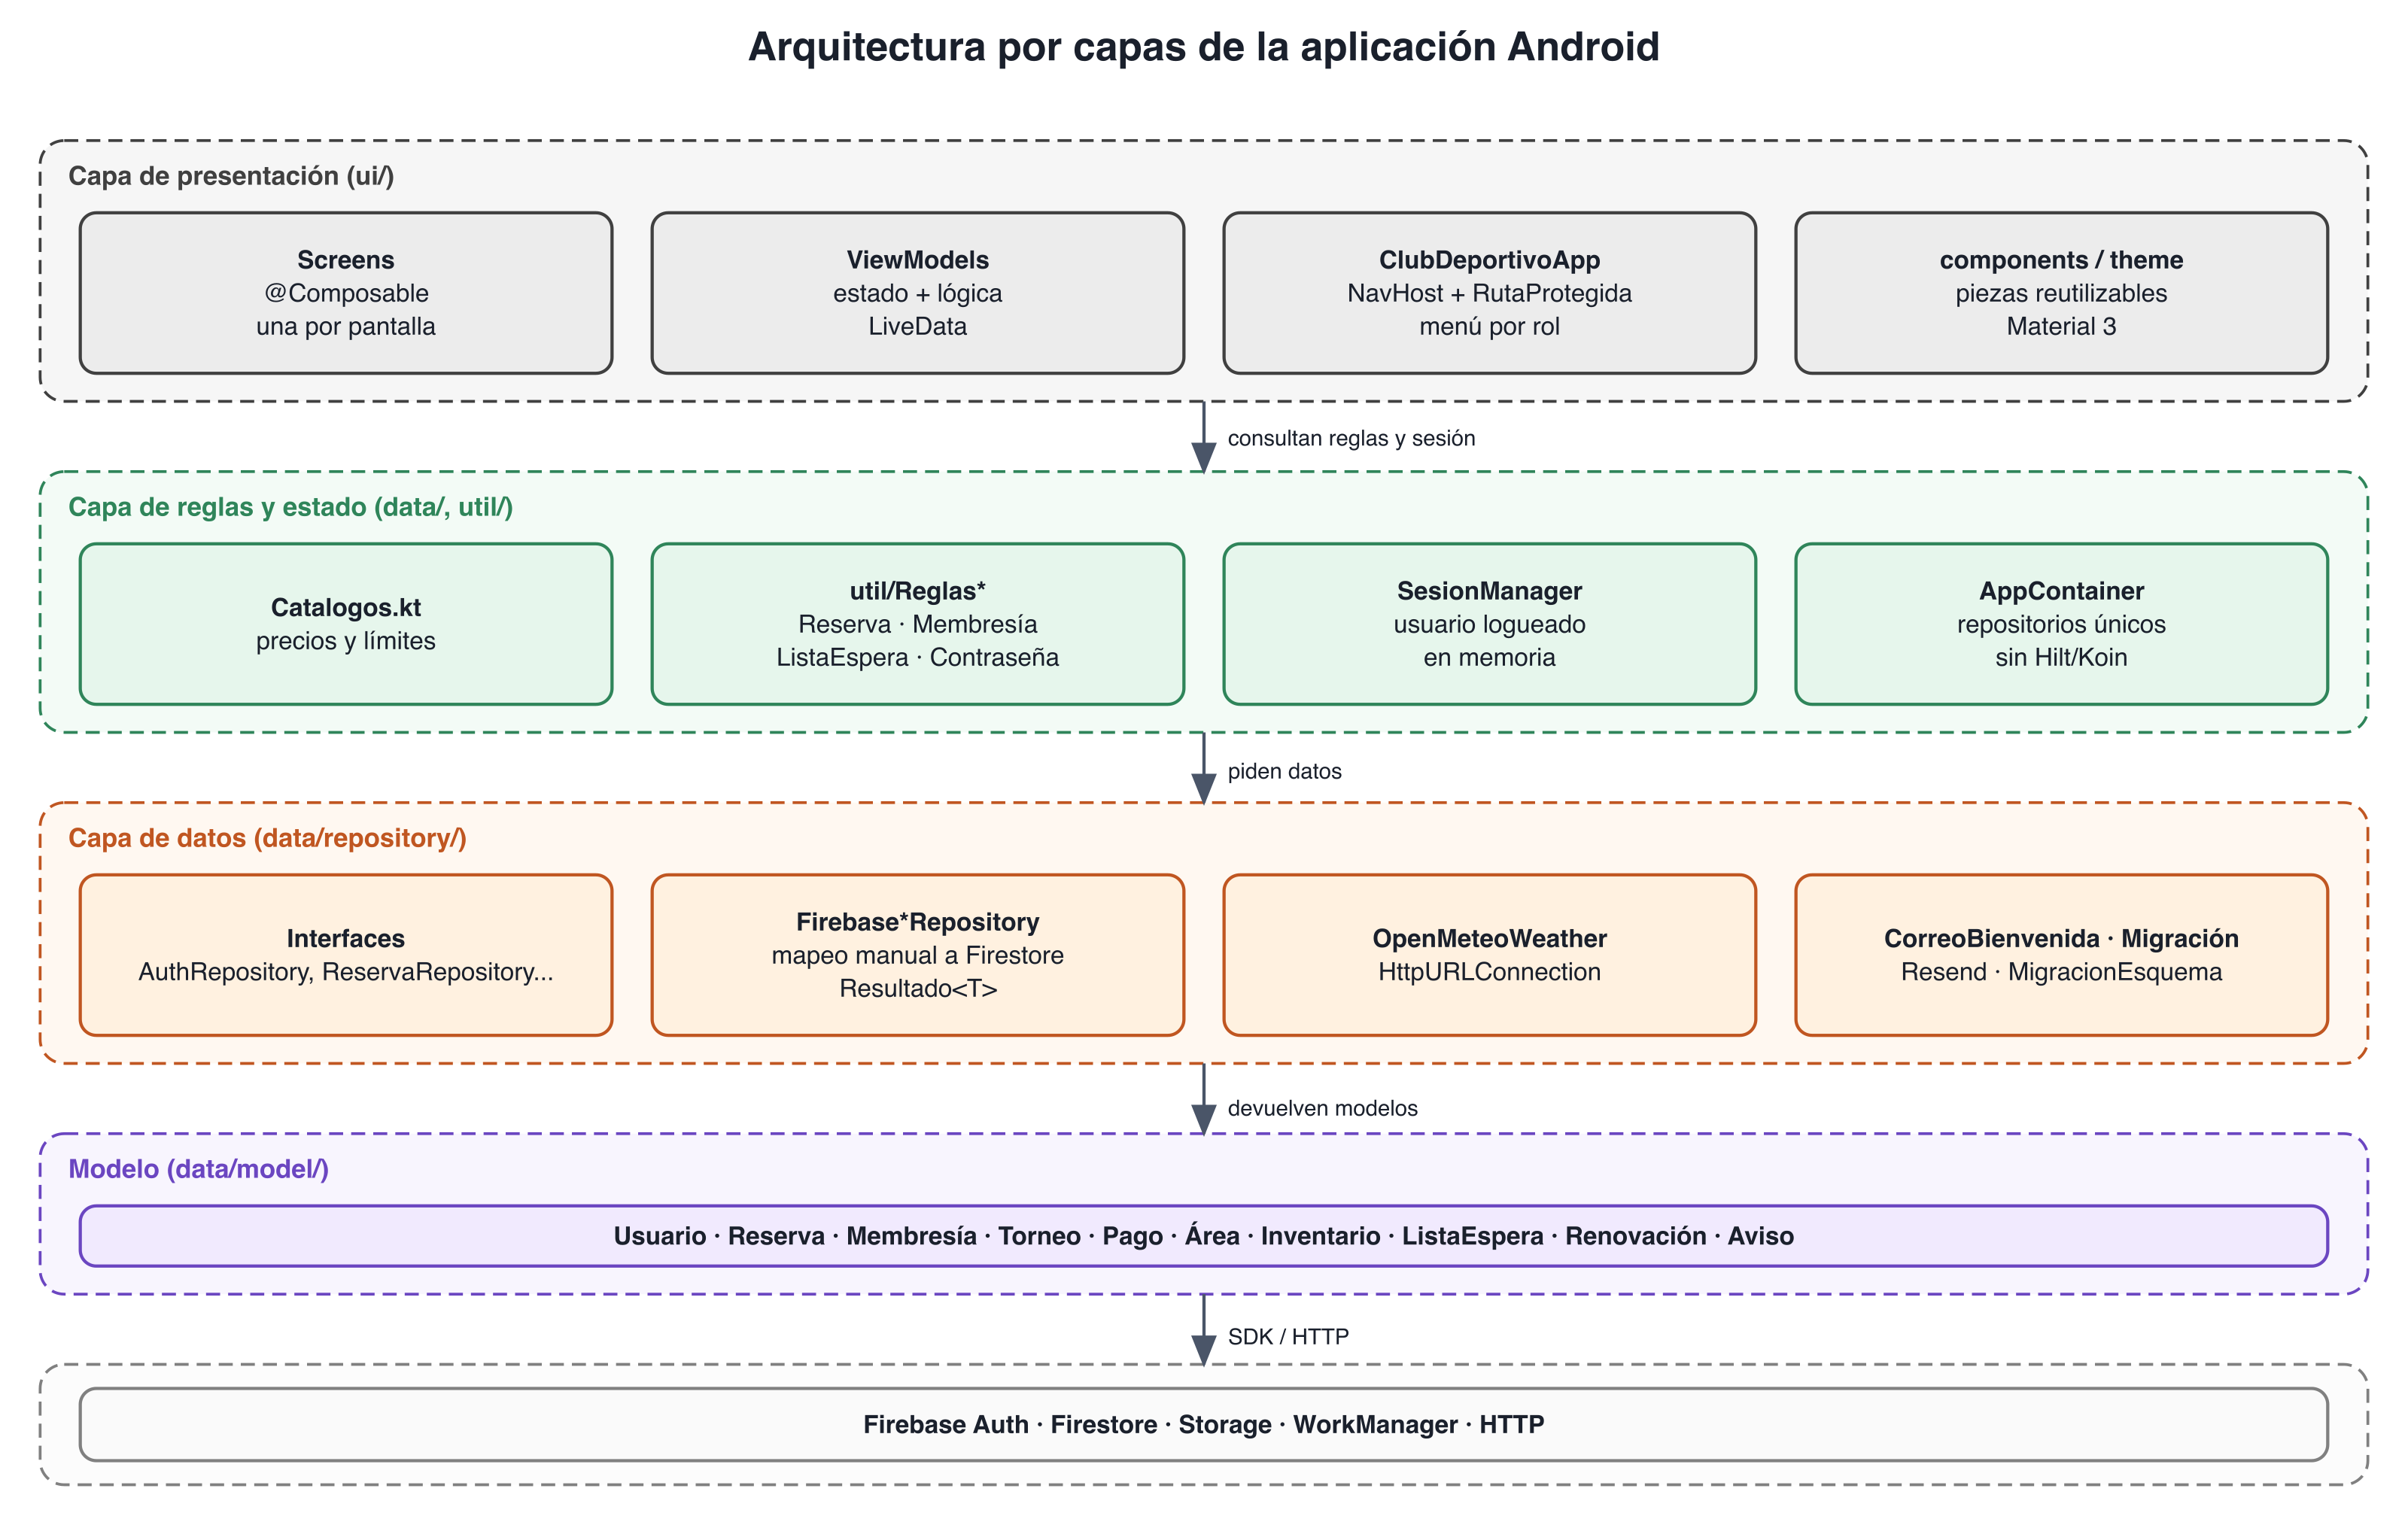 Arquitectura por capas de la aplicación Android
Capa de presentación (ui/)
Screens
@Composable
una por pantalla
ViewModels
estado + lógica
LiveData
ClubDeportivoApp
NavHost + RutaProtegida
menú por rol
components / theme
piezas reutilizables
Material 3
consultan reglas y sesión
Capa de reglas y estado (data/, util/)
Catalogos.kt
precios y límites
util/Reglas*
Reserva · Membresía
ListaEspera · Contraseña
SesionManager
usuario logueado
en memoria
AppContainer
repositorios únicos
sin Hilt/Koin
piden datos
Capa de datos (data/repository/)
Interfaces
AuthRepository, ReservaRepository...
Firebase*Repository
mapeo manual a Firestore
Resultado<T>
OpenMeteoWeather
HttpURLConnection
CorreoBienvenida · Migración
Resend · MigracionEsquema
devuelven modelos
Modelo (data/model/)
Usuario · Reserva · Membresía · Torneo · Pago · Área · Inventario · ListaEspera · Renovación · Aviso
SDK / HTTP
Firebase Auth · Firestore · Storage · WorkManager · HTTP